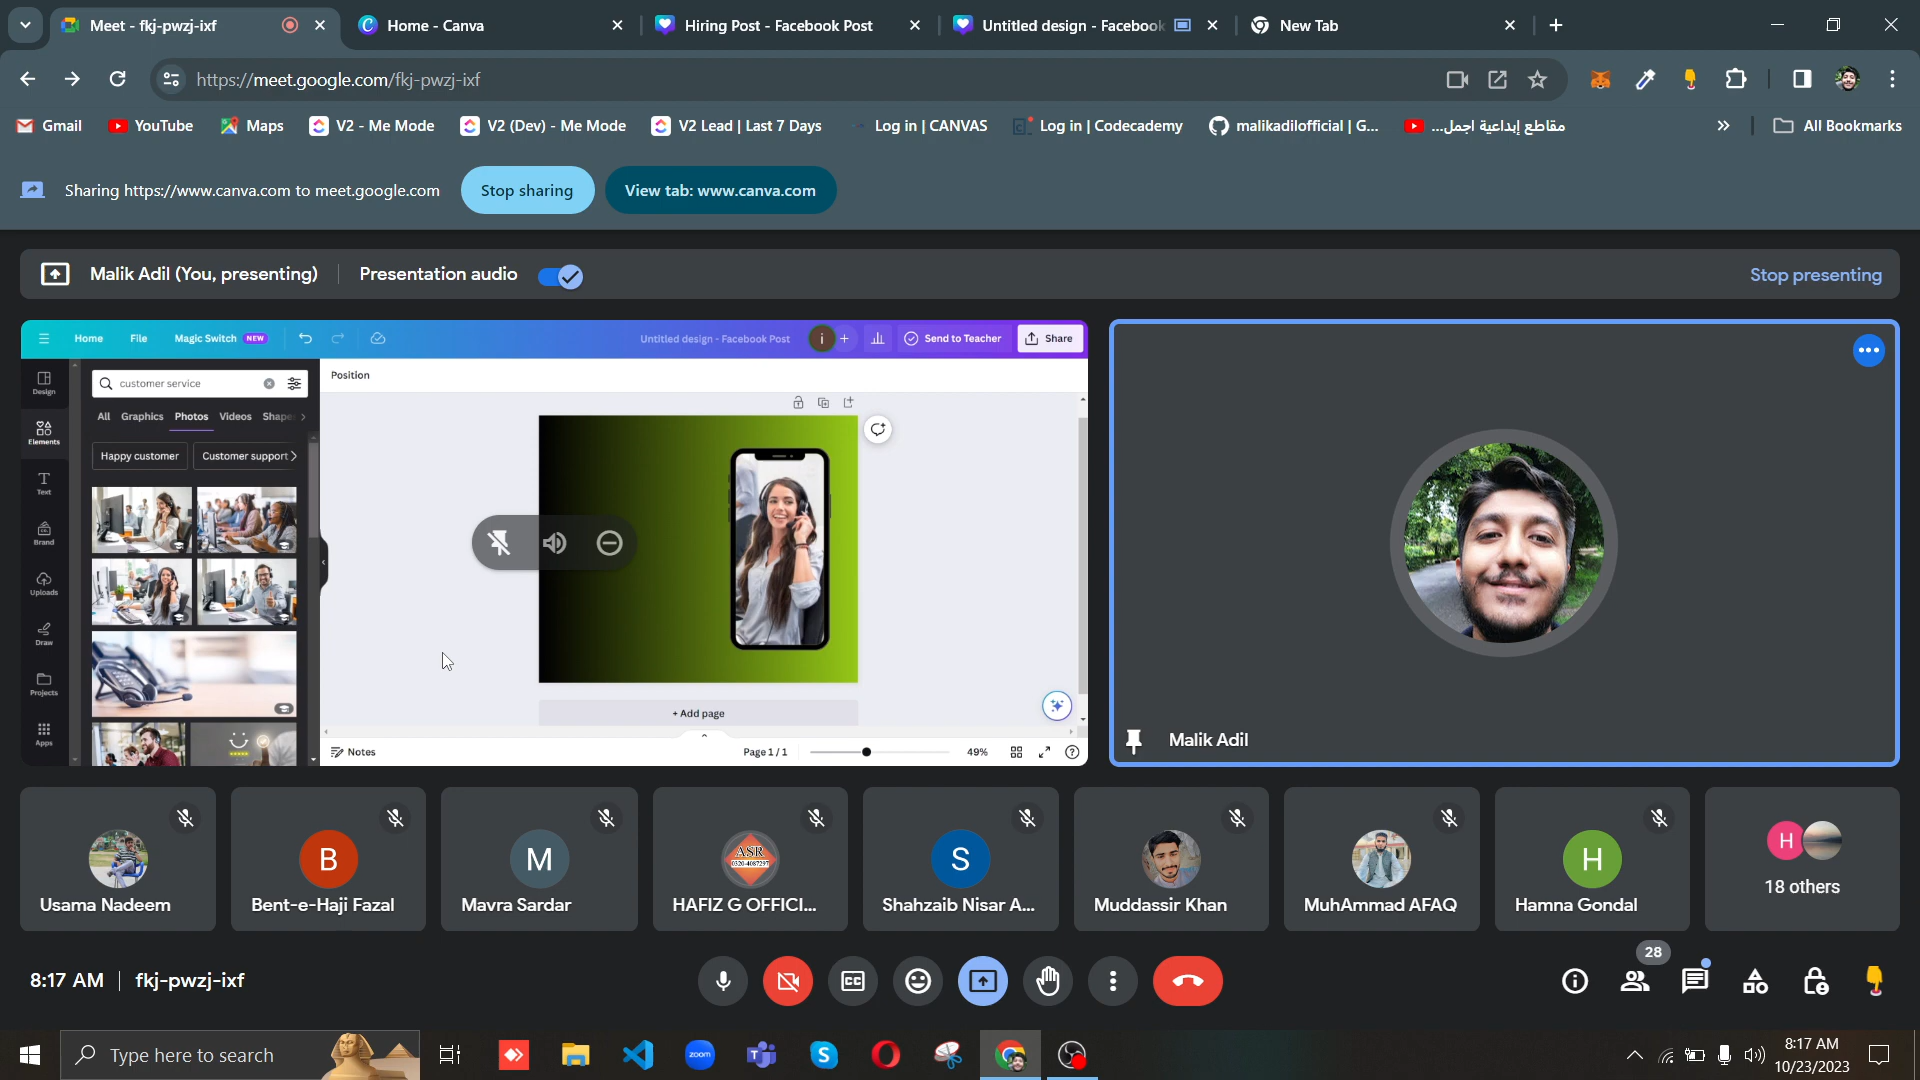 Meet - fkj-pwzj-ixf
Home - Canva
Hiring Post - Facebook Post
Untitled design - Facebook
New Tab
https://meet.google.com/fkj-pwzj-ixf
Gmail
YouTube
Maps
V2 - Me Mode
V2 (Dev) - Me Mode
V2 Lead | Last 7 Days
Log in | CANVAS
Log in | Codecademy
malikadilofficial | G...
مقاطع إبداعية اجمل...
All Bookmarks
Sharing https://www.canva.com to meet.google.com
Stop sharing
View tab: www.canva.com
Malik Adil (You, presenting)
Presentation audio
Stop presenting
Home
File
Magic Switch NEW
Untitled design - Facebook Post
i
Send to Teacher
Share
Design
Elements
Text
Brand
Uploads
Draw
Projects
Apps
customer service
All
Graphics
Photos
Videos
Shape
Happy customer
Customer support
Position
+ Add page
Notes
Page 1 / 1
49%
Malik Adil
Usama Nadeem
B
Bent-e-Haji Fazal
M
Mavra Sardar
ASR
0320-4087297
HAFIZ G OFFICI...
S
Shahzaib Nisar A...
Muddassir Khan
MuhAmmad AFAQ
H
Hamna Gondal
H
18 others
8:17 AM
fkj-pwzj-ixf
28
Type here to search
zoom
8:17 AM
10/23/2023